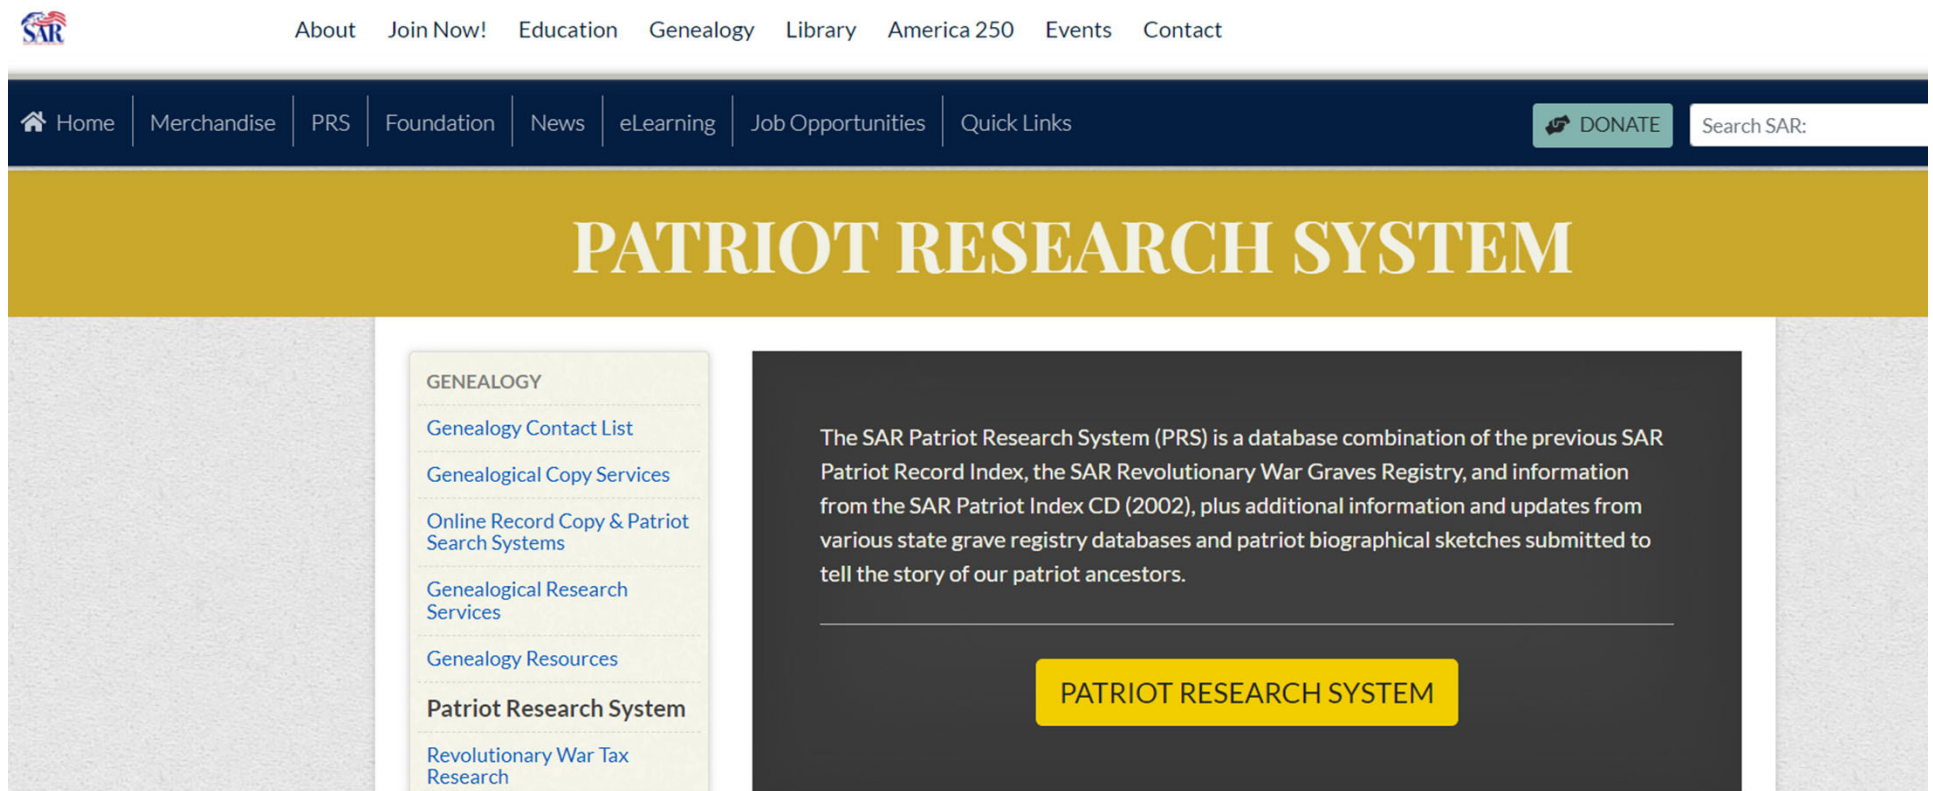 SAR
About Join Now! Education Genealogy Library America 250 Events Contact
Home Merchandise PRS Foundation News eLearning Job Opportunities Quick Links DONATE Search SAR:
PATRIOT RESEARCH SYSTEM
GENEALOGY
Genealogy Contact List
Genealogical Copy Services
Online Record Copy & Patriot
Search Systems
Genealogical Research
Services
Genealogy Resources
Patriot Research System
Revolutionary War Tax
Research
The SAR Patriot Research System (PRS) is a database combination of the previous SAR
Patriot Record Index, the SAR Revolutionary War Graves Registry, and information
from the SAR Patriot Index CD (2002), plus additional information and updates from
various state grave registry databases and patriot biographical sketches submitted to
tell the story of our patriot ancestors.
PATRIOT RESEARCH SYSTEM